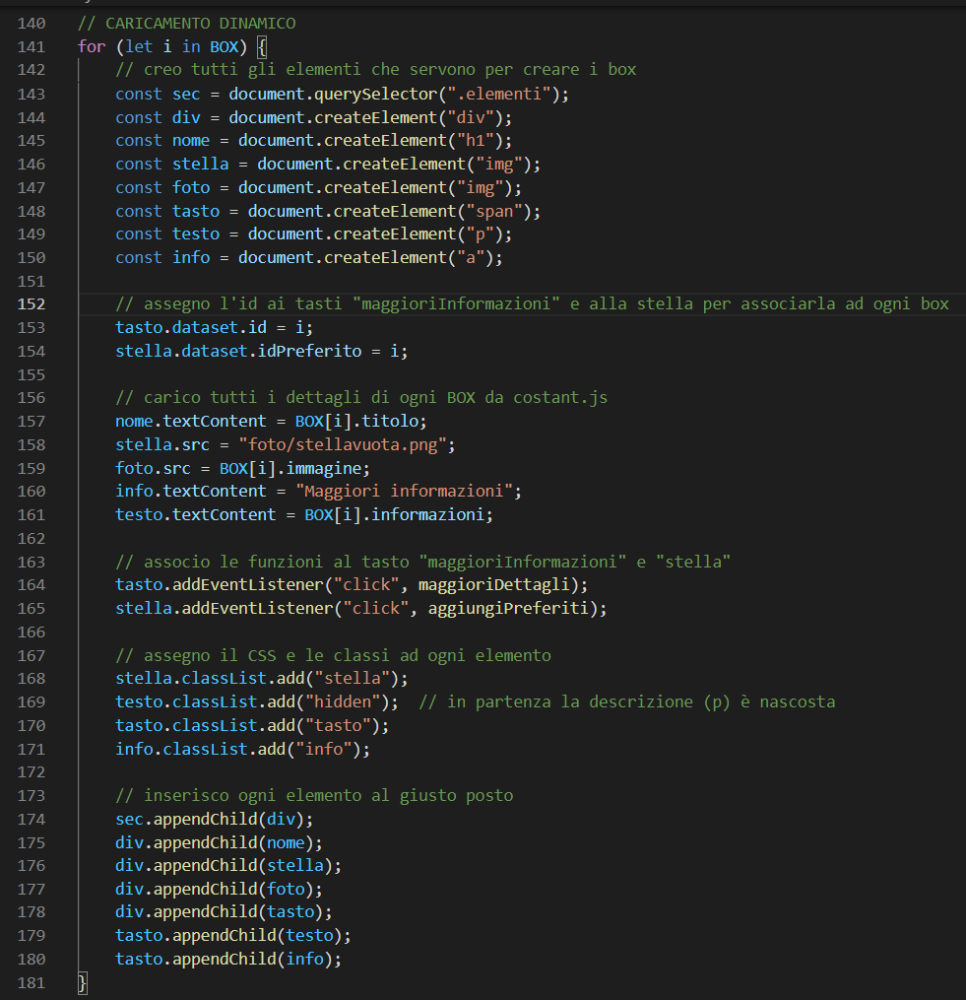 140 // CARICAMENTO DINAMICO
141 for (let i in BOX) {
142     // creo tutti gli elementi che servono per creare i box
143     const sec = document.querySelector(".elementi");
144     const div = document.createElement("div");
145     const nome = document.createElement("h1");
146     const stella = document.createElement("img");
147     const foto = document.createElement("img");
148     const tasto = document.createElement("span");
149     const testo = document.createElement("p");
150     const info = document.createElement("a");
151
152     // assegno l'id ai tasti "maggioriInformazioni" e alla stella per associarla ad ogni box
153     tasto.dataset.id = i;
154     stella.dataset.idPreferito = i;
155
156     // carico tutti i dettagli di ogni BOX da costant.js
157     nome.textContent = BOX[i].titolo;
158     stella.src = "foto/stellavuota.png";
159     foto.src = BOX[i].immagine;
160     info.textContent = "Maggiori informazioni";
161     testo.textContent = BOX[i].informazioni;
162
163     // associo le funzioni al tasto "maggioriInformazioni" e "stella"
164     tasto.addEventListener("click", maggioriDettagli);
165     stella.addEventListener("click", aggiungiPreferiti);
166
167     // assegno il CSS e le classi ad ogni elemento
168     stella.classList.add("stella");
169     testo.classList.add("hidden");  // in partenza la descrizione (p) è nascosta
170     tasto.classList.add("tasto");
171     info.classList.add("info");
172
173     // inserisco ogni elemento al giusto posto
174     sec.appendChild(div);
175     div.appendChild(nome);
176     div.appendChild(stella);
177     div.appendChild(foto);
178     div.appendChild(tasto);
179     tasto.appendChild(testo);
180     tasto.appendChild(info);
181 }